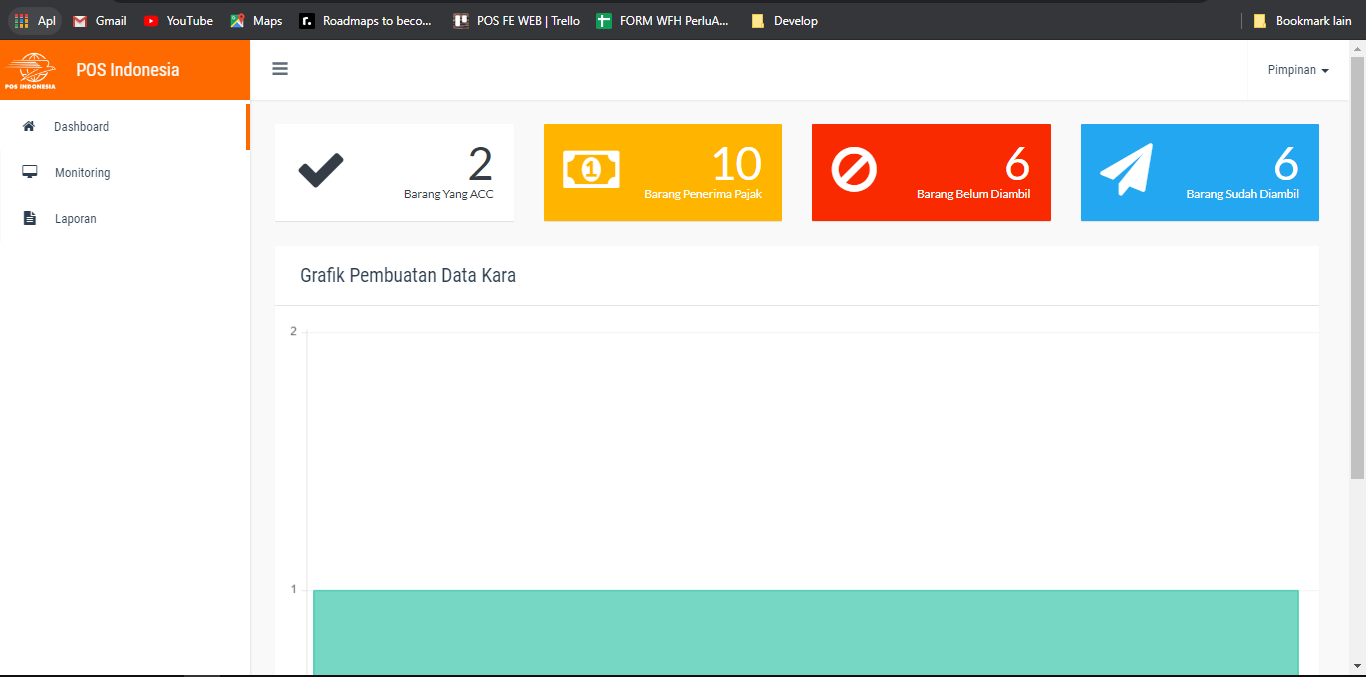 Apl Gmail YouTube Maps Roadmaps to beco... POS FE WEB | Trello FORM WFH PerluA... Develop Bookmark lain
POS INDONESIA
POS Indonesia
Pimpinan
Dashboard
Monitoring
Laporan
2
Barang Yang ACC
1
10
Barang Penerima Pajak
6
Barang Belum Diambil
6
Barang Sudah Diambil
Grafik Pembuatan Data Kara
2
1